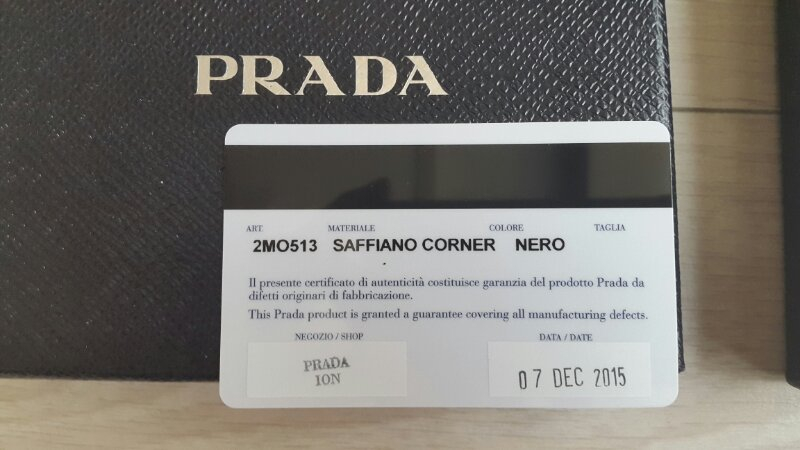 PRADA
ART. MATERIALE COLORE TAGLIA
2MO513 SAFFIANO CORNER NERO
Il presente certificato di autenticità costituisce garanzia del prodotto Prada da
difetti originari di fabbricazione.
This Prada product is granted a guarantee covering all manufacturing defects.
NEGOZIO / SHOP DATA / DATE
PRADA
ION
07 DEC 2015